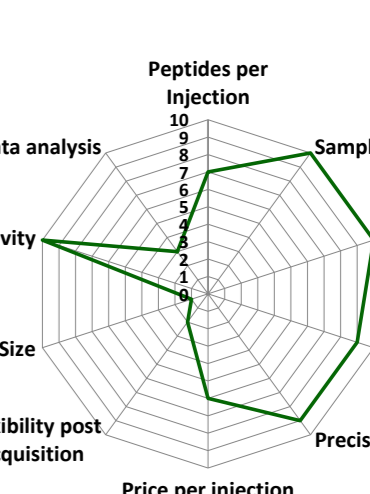 Peptides per
Injection
10
9
8
7
6
5
4
3
2
1
0
ta analysis
Sampl
vity
Size
ibility post
quisition
Precis
Price per injection